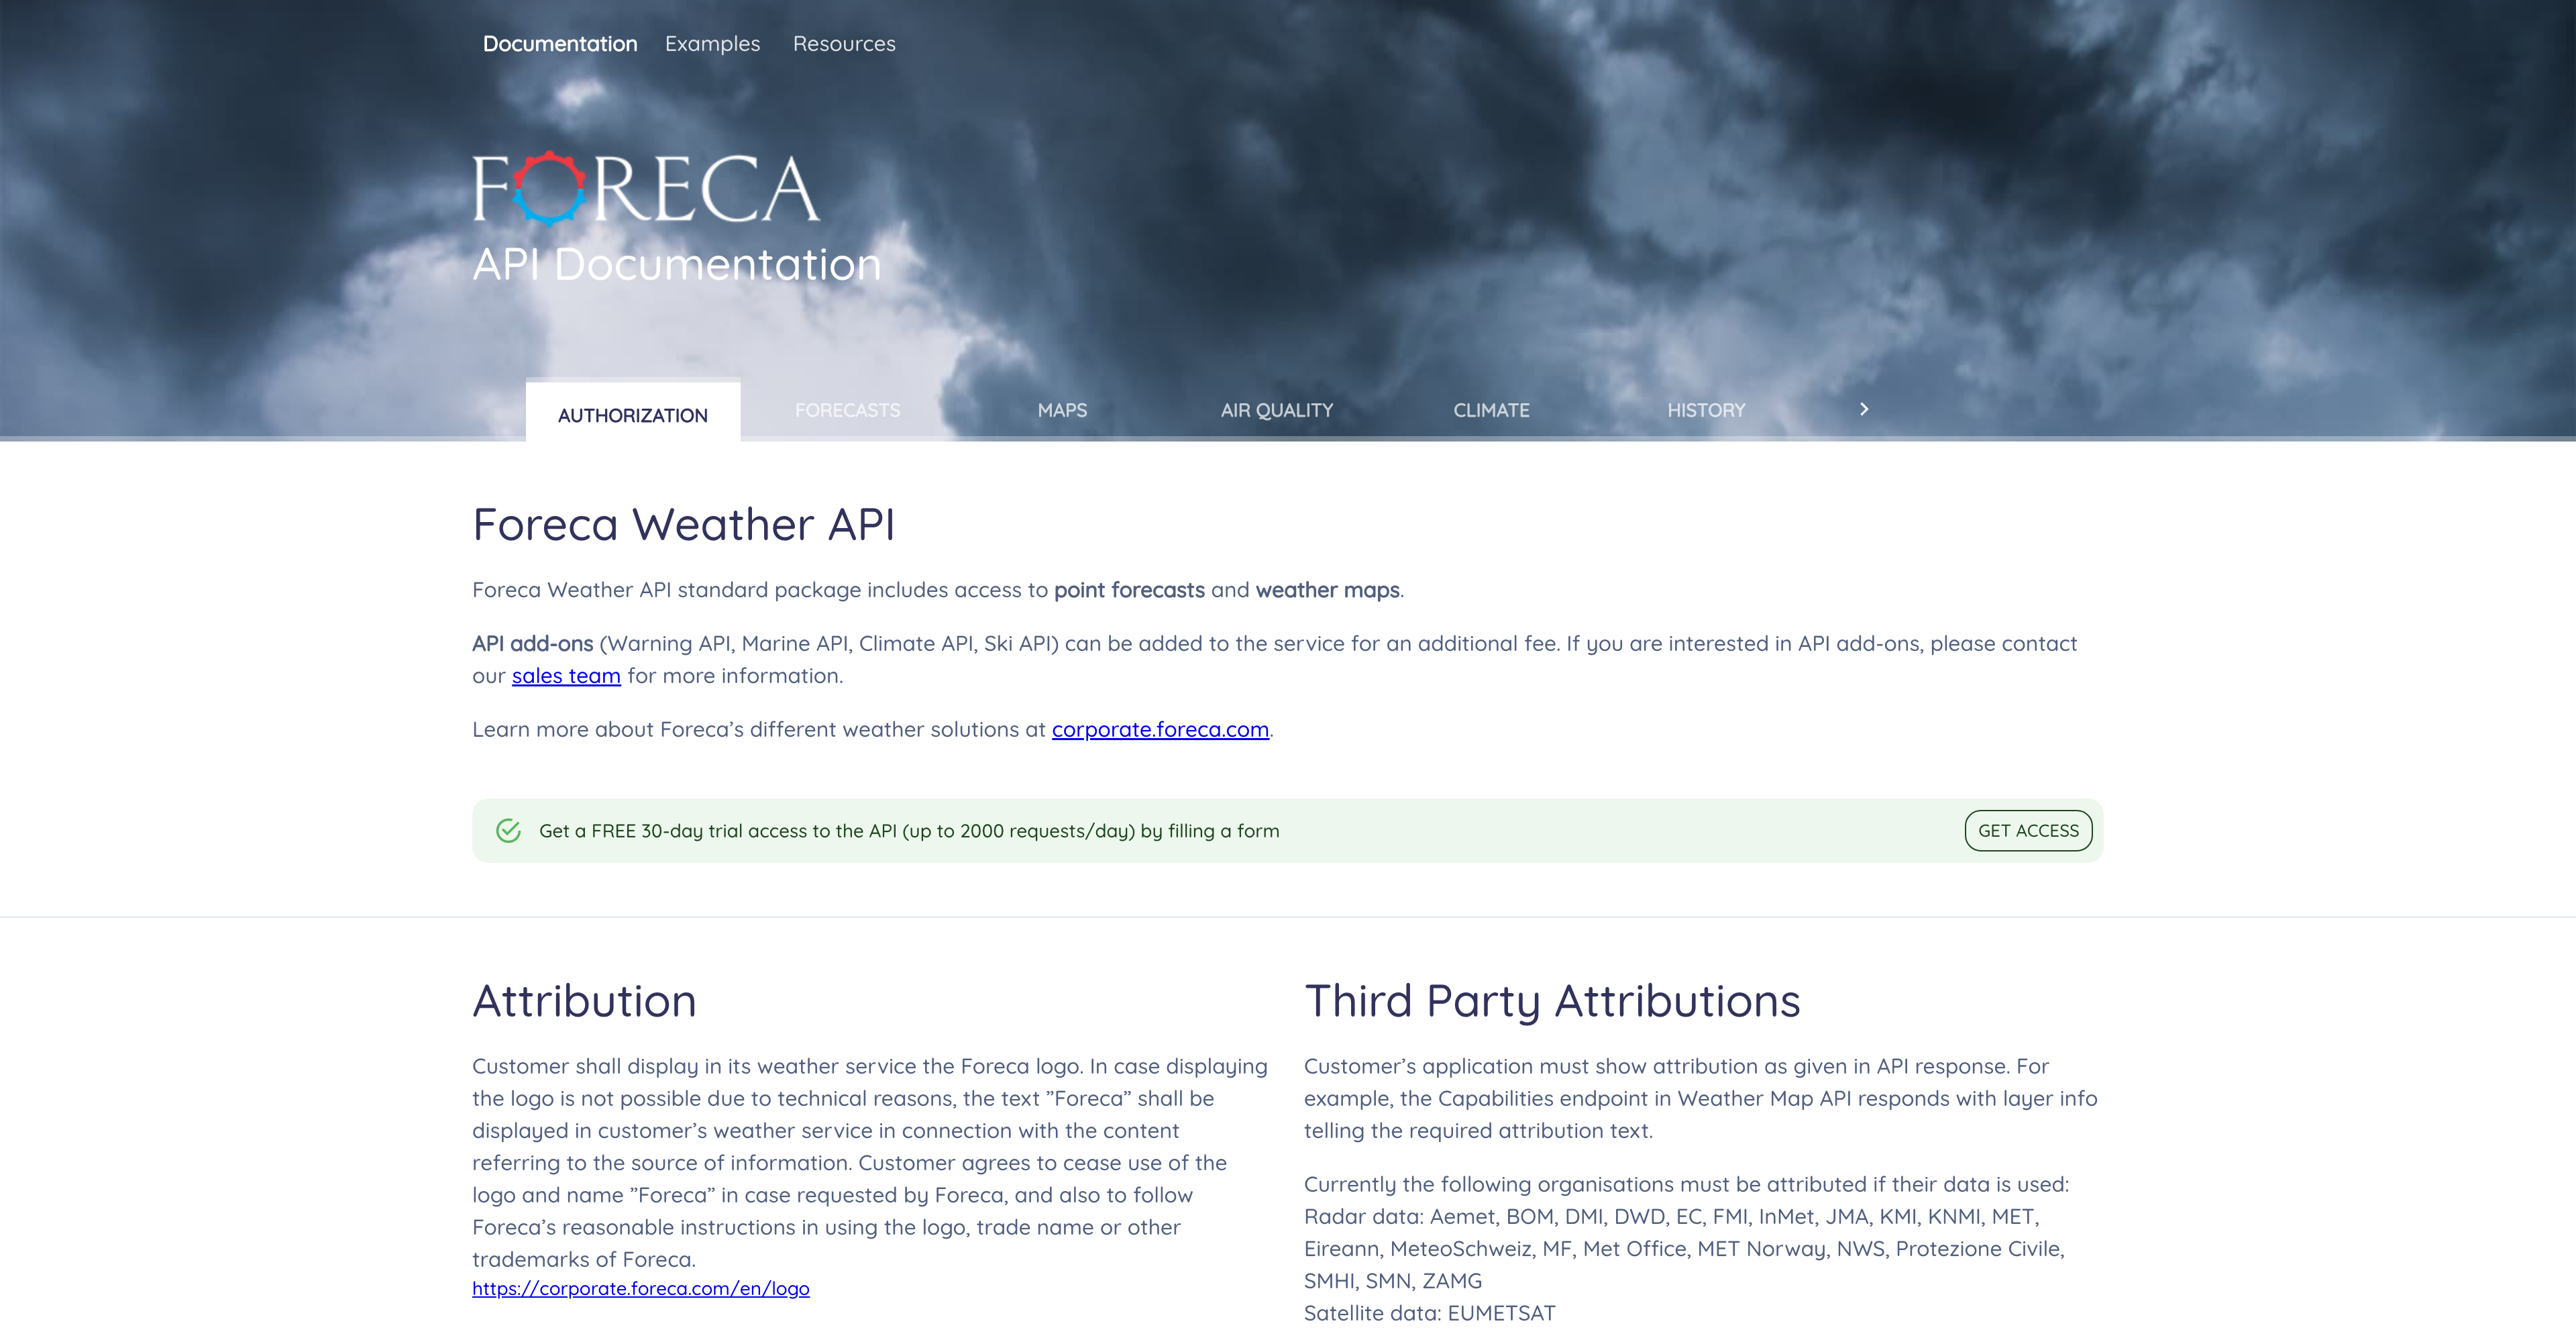 Documentation Examples Resources
FORECA
API Documentation
AUTHORIZATION FORECASTS MAPS AIR QUALITY CLIMATE HISTORY
Foreca Weather API
Foreca Weather API standard package includes access to point forecasts and weather maps.
API add-ons (Warning API, Marine API, Climate API, Ski API) can be added to the service for an additional fee. If you are interested in API add-ons, please contact
our sales team for more information.
Learn more about Foreca’s different weather solutions at corporate.foreca.com.
Get a FREE 30-day trial access to the API (up to 2000 requests/day) by filling a form
GET ACCESS
Attribution
Customer shall display in its weather service the Foreca logo. In case displaying
the logo is not possible due to technical reasons, the text ”Foreca” shall be
displayed in customer’s weather service in connection with the content
referring to the source of information. Customer agrees to cease use of the
logo and name ”Foreca” in case requested by Foreca, and also to follow
Foreca’s reasonable instructions in using the logo, trade name or other
trademarks of Foreca.
https://corporate.foreca.com/en/logo
Third Party Attributions
Customer’s application must show attribution as given in API response. For
example, the Capabilities endpoint in Weather Map API responds with layer info
telling the required attribution text.
Currently the following organisations must be attributed if their data is used:
Radar data: Aemet, BOM, DMI, DWD, EC, FMI, InMet, JMA, KMI, KNMI, MET,
Eireann, MeteoSchweiz, MF, Met Office, MET Norway, NWS, Protezione Civile,
SMHI, SMN, ZAMG
Satellite data: EUMETSAT